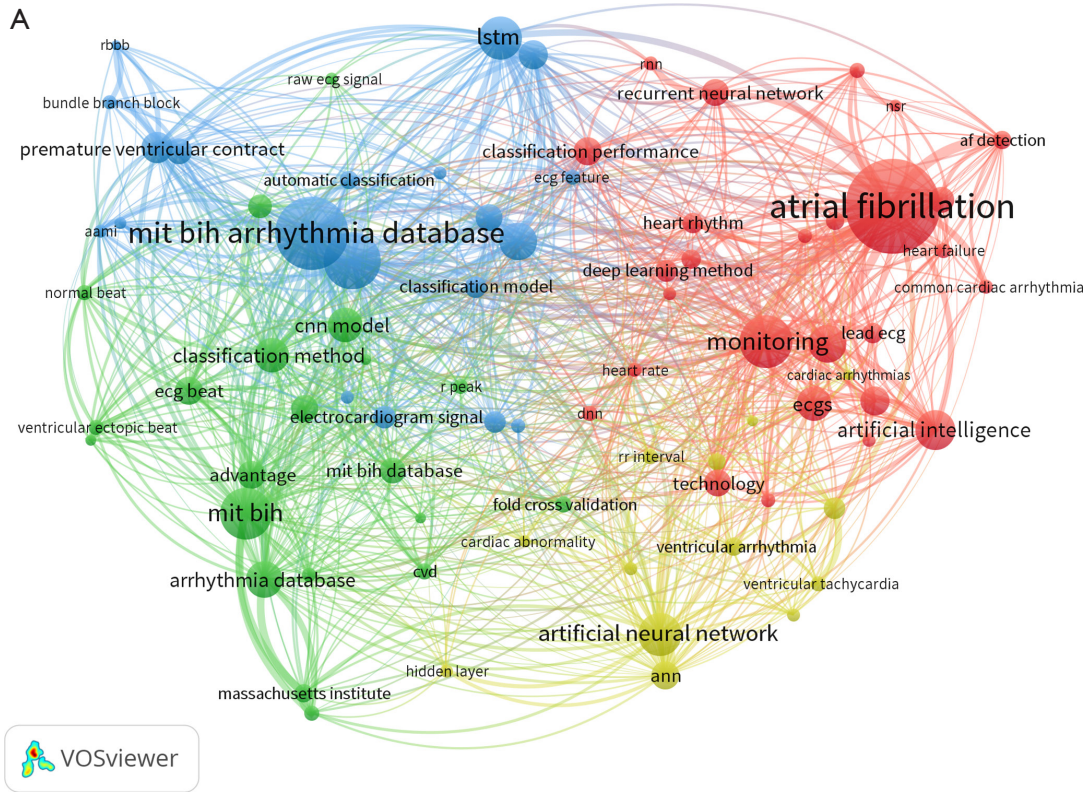 A
lstm
rbbb
rnn
raw ecg signal
recurrent neural network
bundle branch block
nsr
af detection
premature ventricular contract
classification performance
automatic classification
ecg feature
atrial fibrillation
aami
mit bih arrhythmia database
heart rhythm
heart failure
deep learning method
classification model
common cardiac arrhythmia
normal beat
cnn model
lead ecg
monitoring
classification method
heart rate
cardiac arrhythmias
r peak
ecg beat
ecgs
electrocardiogram signal
dnn
ventricular ectopic beat
artificial intelligence
rr interval
mit bih database
advantage
technology
fold cross validation
mit bih
cardiac abnormality
ventricular arrhythmia
cvd
arrhythmia database
ventricular tachycardia
artificial neural network
hidden layer
ann
massachusetts institute
VOSviewer